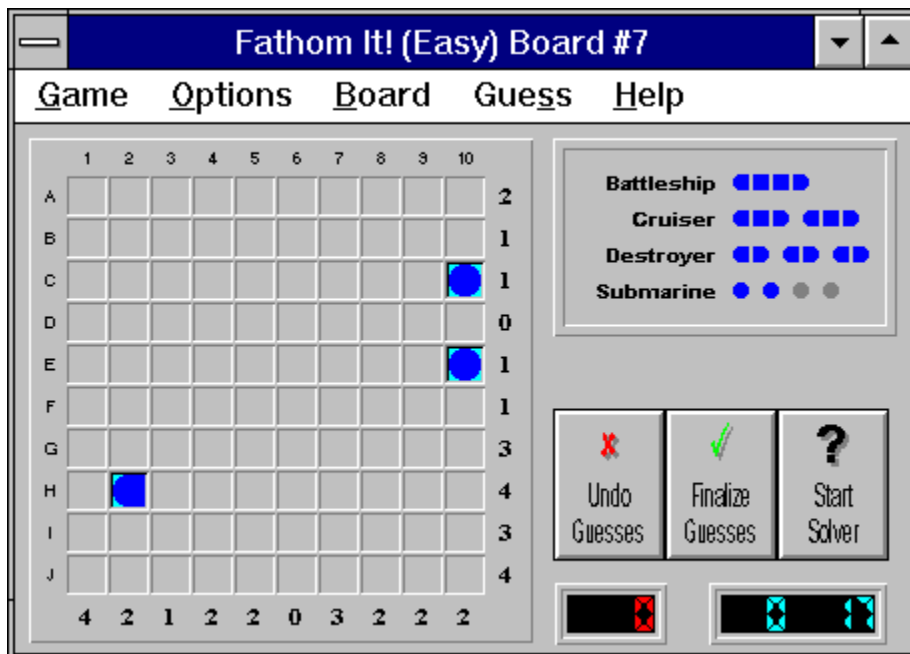 Fathom It! (Easy) Board #7
Game Options Board Guess Help
1 2 3 4 5 6 7 8 9 10
A 2
B 1
C 1
D 0
E 1
F 1
G 3
H 4
I 3
J 4
4 2 1 2 2 0 3 2 2 2
Battleship
Cruiser
Destroyer
Submarine
Undo Guesses
Finalize Guesses
? Start Solver
0
0 17